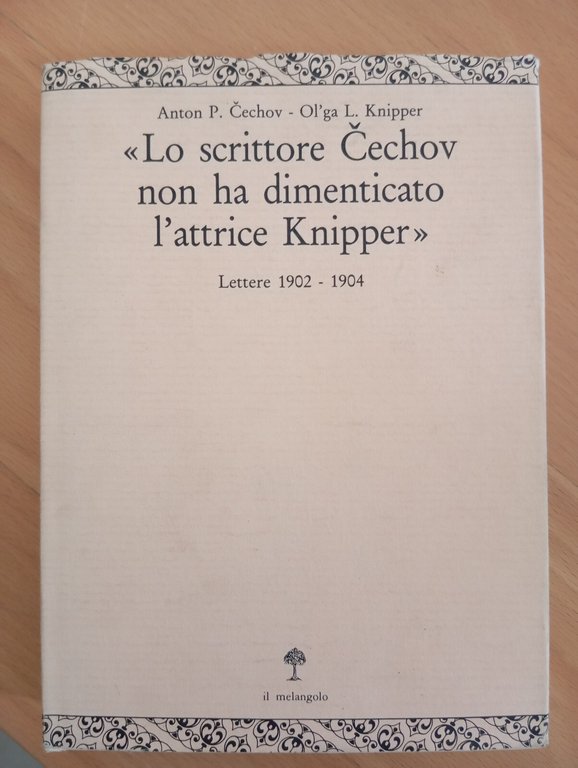 Anton P. Čechov - Ol'ga L. Knipper
«Lo scrittore Čechov
non ha dimenticato
l'attrice Knipper»
Lettere 1902 - 1904
il melangolo